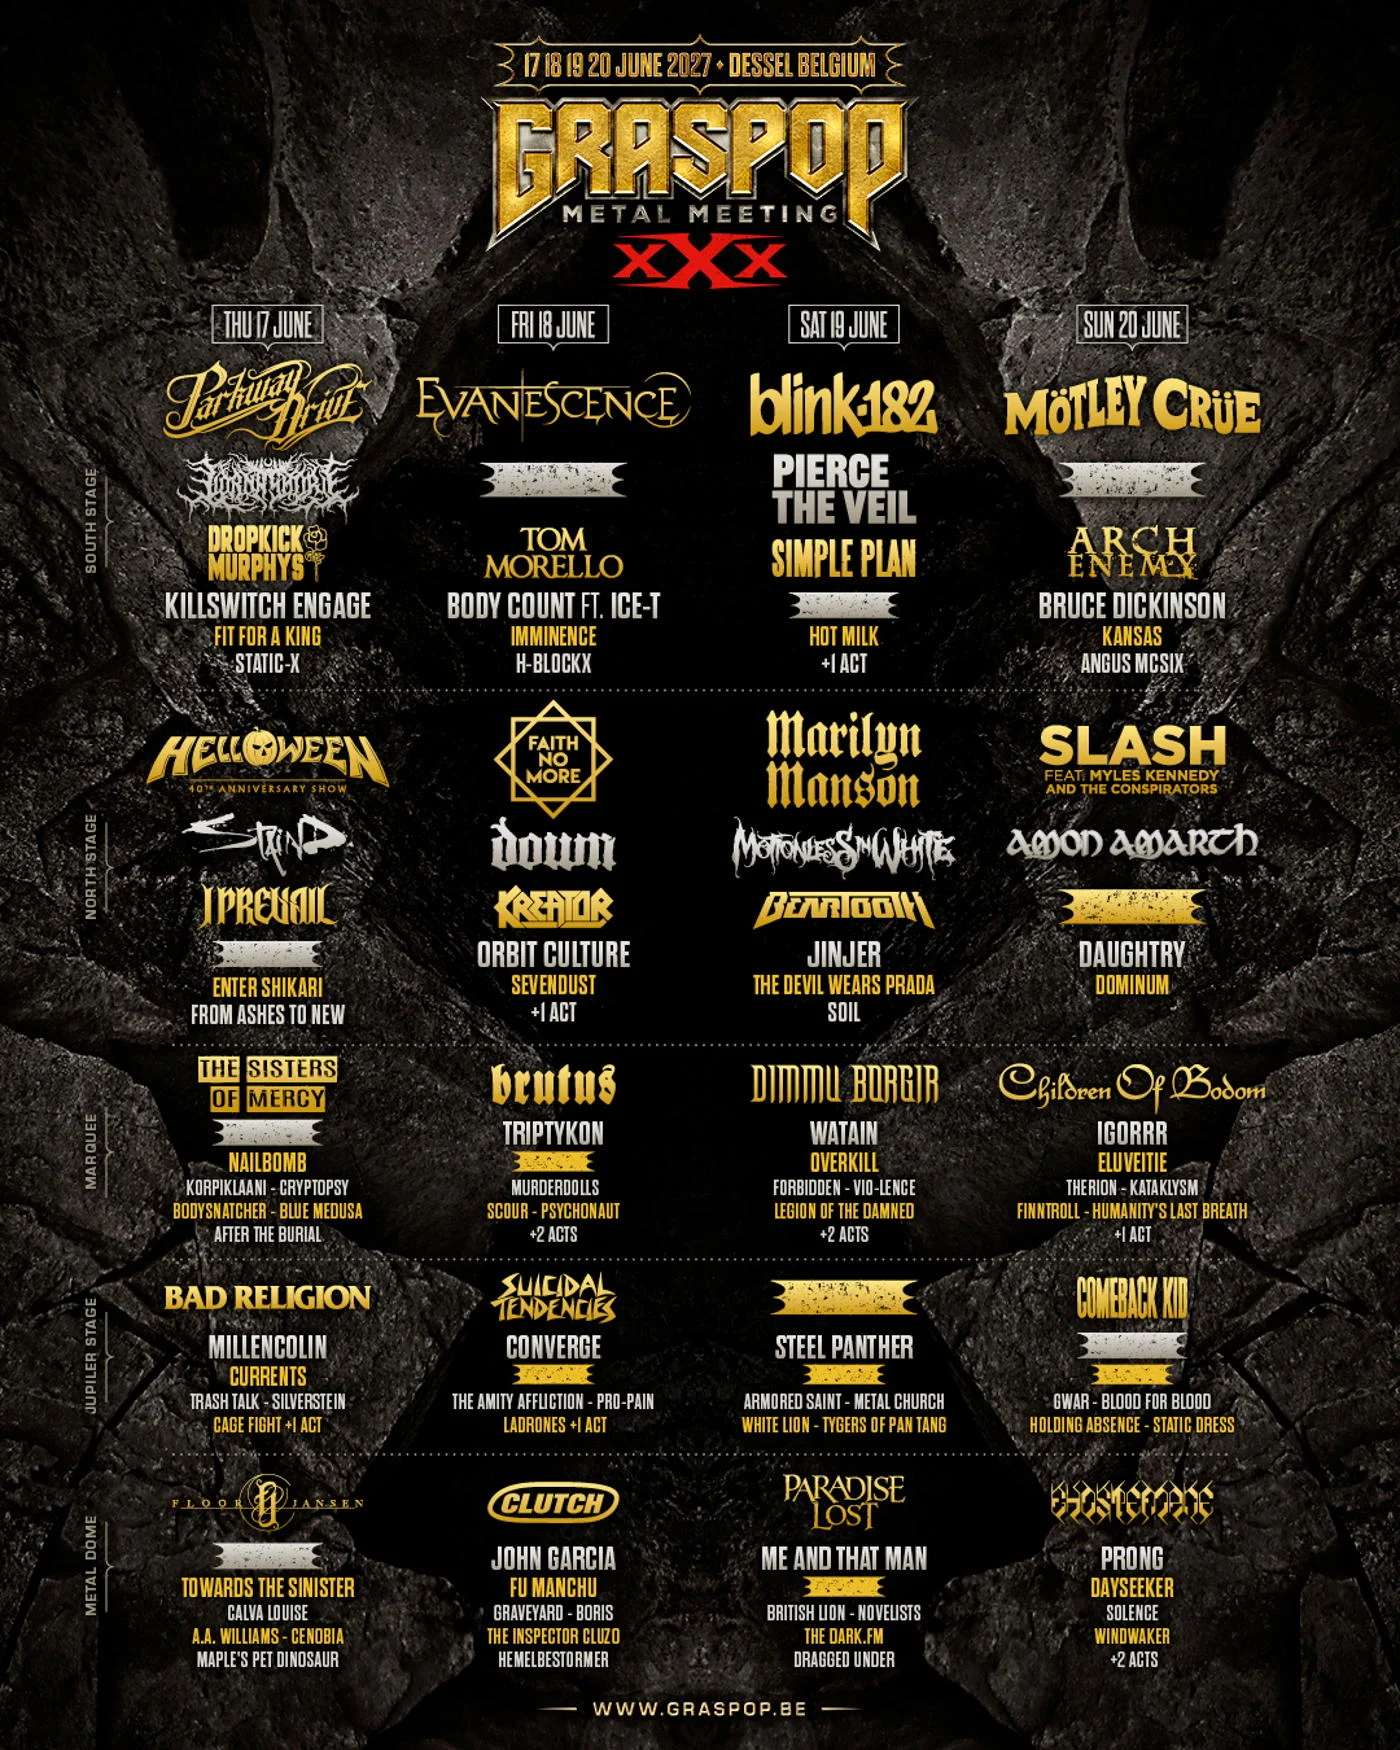 17 18 19 20 JUNE 2027 • DESSEL BELGIUM
GRASPOP
METAL MEETING
XXX
THU 17 JUNE
FRI 18 JUNE
SAT 19 JUNE
SUN 20 JUNE
SOUTH STAGE
Parkway Drive
LORNA SHORE
DROPKICK
MURPHYS
KILLSWITCH ENGAGE
FIT FOR A KING
STATIC-X
EVANESCENCE
TOM
MORELLO
BODY COUNT FT. ICE-T
IMMINENCE
H-BLOCKX
blink-182
PIERCE
THE VEIL
SIMPLE PLAN
HOT MILK
+1 ACT
MÖTLEY CRÜE
ARCH
ENEMY
BRUCE DICKINSON
KANSAS
ANGUS MCSIX
NORTH STAGE
HELLOWEEN
40TH ANNIVERSARY SHOW
STAIND
I PREVAIL
ENTER SHIKARI
FROM ASHES TO NEW
FAITH
NO
MORE
down
KREATOR
ORBIT CULTURE
SEVENDUST
+1 ACT
Marilyn
Manson
MOTIONLESS IN WHITE
BEARTOOTH
JINJER
THE DEVIL WEARS PRADA
SOIL
SLASH
FEAT. MYLES KENNEDY
AND THE CONSPIRATORS
AMON AMARTH
DAUGHTRY
DOMINUM
MARQUEE
THE SISTERS
OF MERCY
NAILBOMB
KORPIKLAANI - CRYPTOPSY
BODYSNATCHER - BLUE MEDUSA
AFTER THE BURIAL
brutus
TRIPTYKON
MURDERDOLLS
SCOUR - PSYCHONAUT
+2 ACTS
DIMMU BORGIR
WATAIN
OVERKILL
FORBIDDEN - VIO-LENCE
LEGION OF THE DAMNED
+2 ACTS
Children Of Bodom
IGORRR
ELUVEITIE
THERION - KATAKLYSM
FINNTROLL - HUMANITY'S LAST BREATH
+1 ACT
JUPILER STAGE
BAD RELIGION
MILLENCOLIN
CURRENTS
TRASH TALK - SILVERSTEIN
CAGE FIGHT +1 ACT
SUICIDAL
TENDENCIES
CONVERGE
THE AMITY AFFLICTION - PRO-PAIN
LADRONES +1 ACT
STEEL PANTHER
ARMORED SAINT - METAL CHURCH
WHITE LION - TYGERS OF PAN TANG
COMEBACK KID
GWAR - BLOOD FOR BLOOD
HOLDING ABSENCE - STATIC DRESS
METAL DOME
FLOOR JANSEN
TOWARDS THE SINISTER
CALVA LOUISE
A.A. WILLIAMS - CENOBIA
MAPLE'S PET DINOSAUR
CLUTCH
JOHN GARCIA
FU MANCHU
GRAVEYARD - BORIS
THE INSPECTOR CLUZO
HEMELBESTORMER
PARADISE
LOST
ME AND THAT MAN
BRITISH LION - NOVELISTS
THE DARK.FM
DRAGGED UNDER
GHOSTEMANE
PRONG
DAYSEEKER
SOLENCE
WINDWAKER
+2 ACTS
WWW.GRASPOP.BE